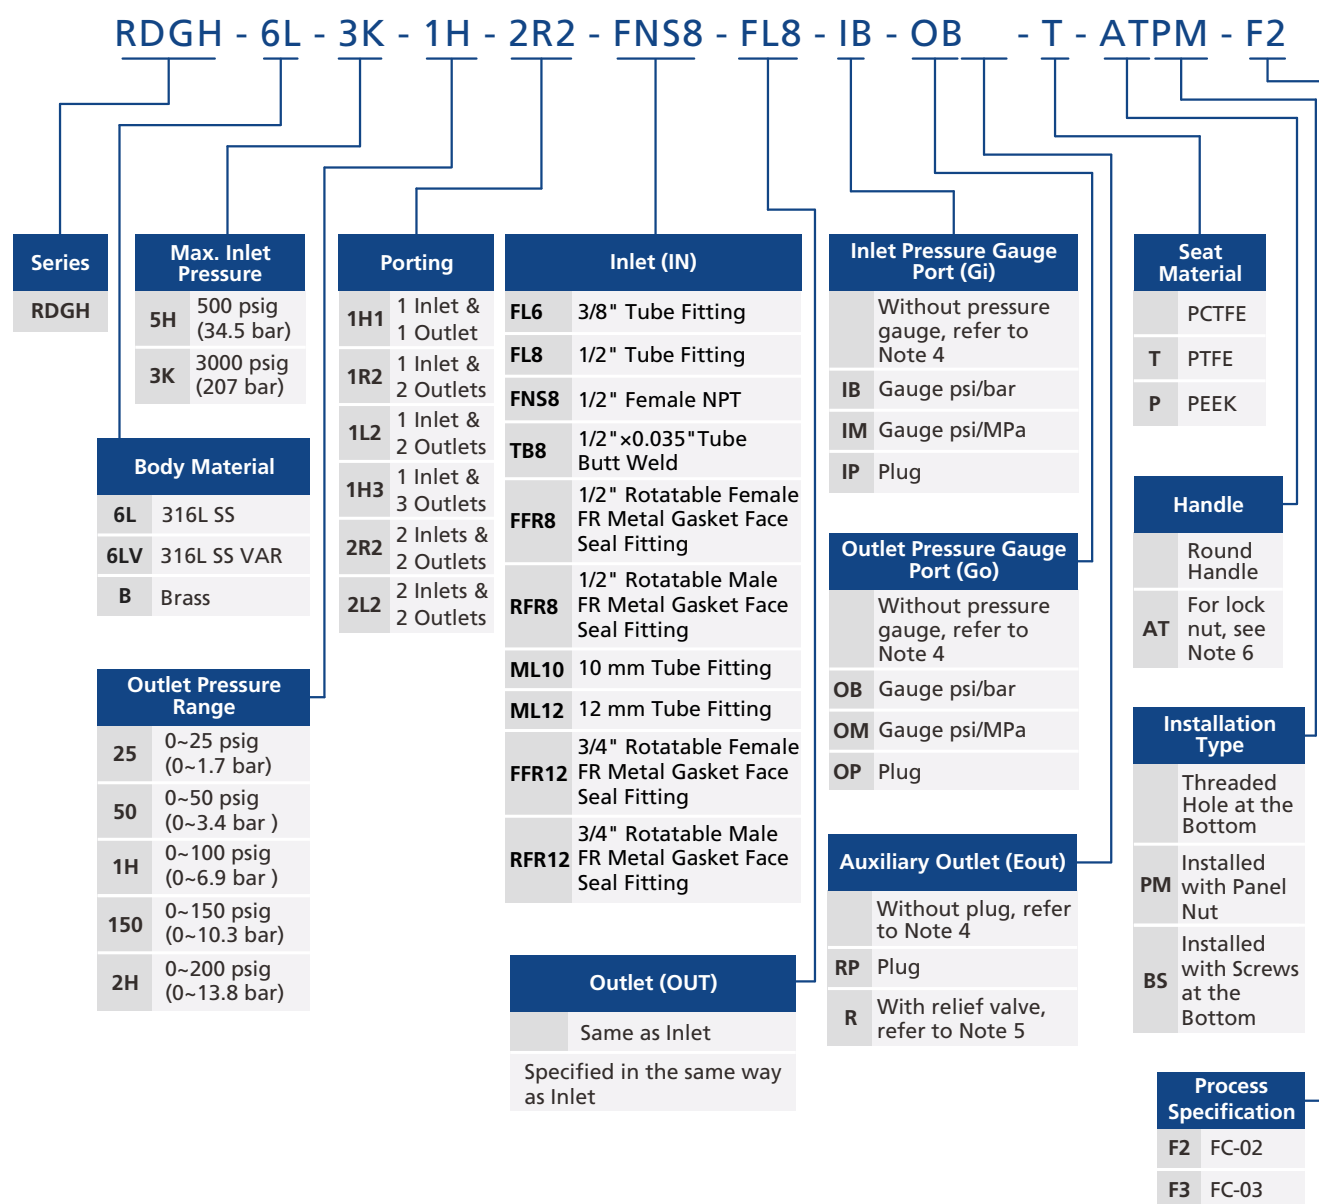 RDGH - 6L - 3K - 1H - 2R2 - FNS8 - FL8 - IB - OB - T - ATPM - F2
Series
RDGH
Max. Inlet
Pressure
5H 500 psig
(34.5 bar)
3K 3000 psig
(207 bar)
Body Material
6L 316L SS
6LV 316L SS VAR
B Brass
Outlet Pressure
Range
25 0~25 psig
(0~1.7 bar)
50 0~50 psig
(0~3.4 bar )
1H 0~100 psig
(0~6.9 bar )
150 0~150 psig
(0~10.3 bar)
2H 0~200 psig
(0~13.8 bar)
Porting
1H1 1 Inlet &
1 Outlet
1R2 1 Inlet &
2 Outlets
1L2 1 Inlet &
2 Outlets
1H3 1 Inlet &
3 Outlets
2R2 2 Inlets &
2 Outlets
2L2 2 Inlets &
2 Outlets
Inlet (IN)
FL6 3/8" Tube Fitting
FL8 1/2" Tube Fitting
FNS8 1/2" Female NPT
TB8 1/2"×0.035"Tube
Butt Weld
FFR8 1/2" Rotatable Female
FR Metal Gasket Face
Seal Fitting
RFR8 1/2" Rotatable Male
FR Metal Gasket Face
Seal Fitting
ML10 10 mm Tube Fitting
ML12 12 mm Tube Fitting
FFR12 3/4" Rotatable Female
FR Metal Gasket Face
Seal Fitting
RFR12 3/4" Rotatable Male
FR Metal Gasket Face
Seal Fitting
Outlet (OUT)
Same as Inlet
Specified in the same way
as Inlet
Inlet Pressure Gauge
Port (Gi)
Without pressure
gauge, refer to
Note 4
IB Gauge psi/bar
IM Gauge psi/MPa
IP Plug
Outlet Pressure Gauge
Port (Go)
Without pressure
gauge, refer to
Note 4
OB Gauge psi/bar
OM Gauge psi/MPa
OP Plug
Auxiliary Outlet (Eout)
Without plug, refer
to Note 4
RP Plug
R With relief valve,
refer to Note 5
Seat
Material
PCTFE
T PTFE
P PEEK
Handle
Round
Handle
AT For lock
nut, see
Note 6
Installation
Type
Threaded
Hole at the
Bottom
PM Installed
with Panel
Nut
BS Installed
with Screws
at the
Bottom
Process
Specification
F2 FC-02
F3 FC-03